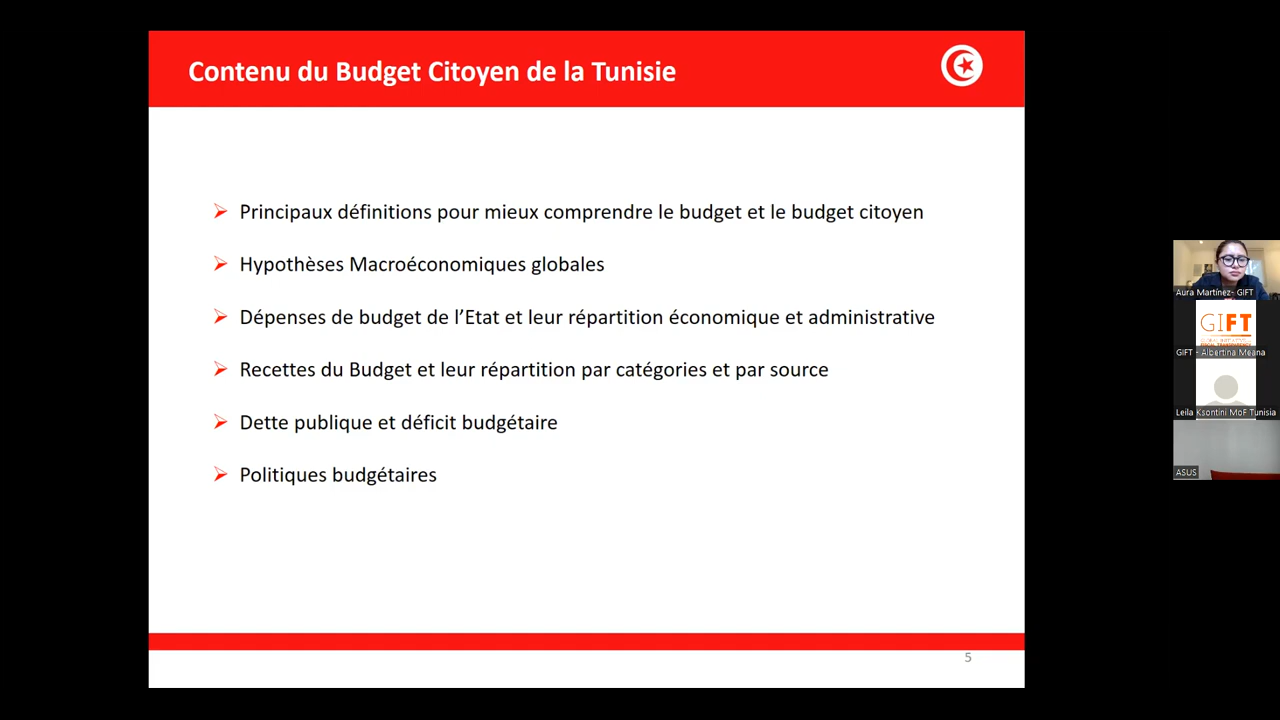 Contenu du Budget Citoyen de la Tunisie
Principaux définitions pour mieux comprendre le budget et le budget citoyen
Hypothèses Macroéconomiques globales
Dépenses de budget de l’Etat et leur répartition économique et administrative
Recettes du Budget et leur répartition par catégories et par source
Dette publique et déficit budgétaire
Politiques budgétaires
5
Aura Martínez- GIFT
GIFT
GIFT - Albertina Meana
Leila Ksontini MoF Tunisia
ASUS